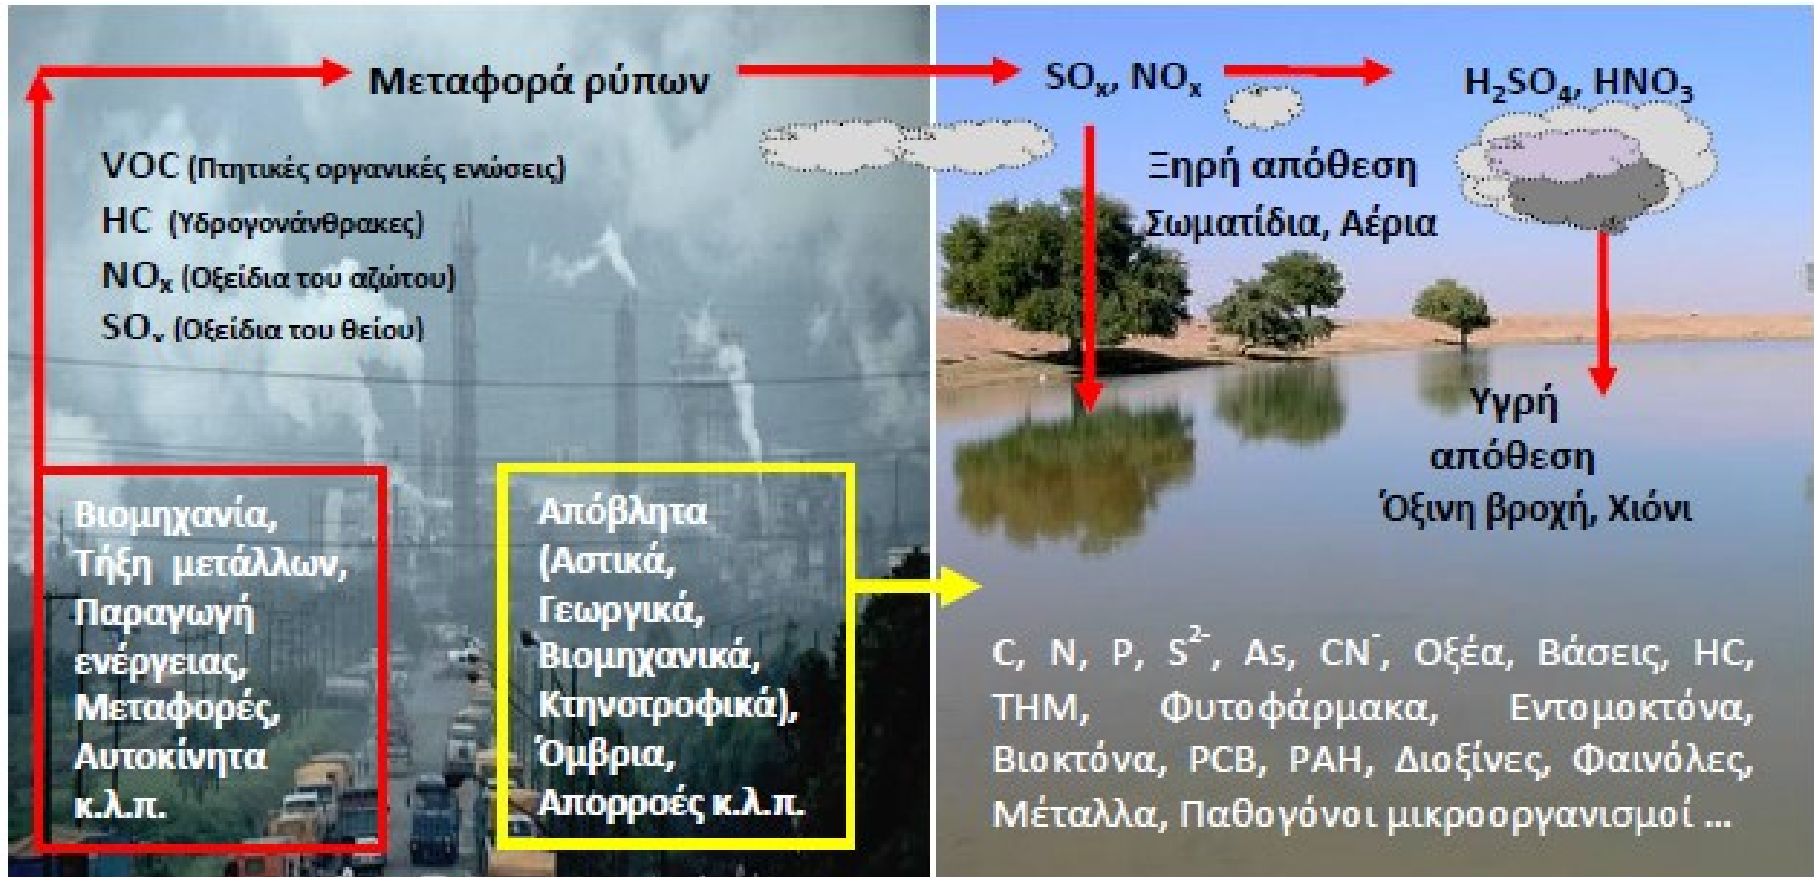 Μεταφορά ρύπων
VOC (Πτητικές οργανικές ενώσεις)
HC (Υδρογονάνθρακες)
NOx (Οξείδια του αζώτου)
SOx (Οξείδια του θείου)
Βιομηχανία,
Τήξη μετάλλων,
Παραγωγή
ενέργειας,
Μεταφορές,
Αυτοκίνητα
κ.λ.π.
Απόβλητα
(Αστικά,
Γεωργικά,
Βιομηχανικά,
Κτηνοτροφικά),
Όμβρια,
Απορροές κ.λ.π.
SOx, NOx
H2SO4, HNO3
Ξηρή απόθεση
Σωματίδια, Αέρια
Υγρή
απόθεση
Όξινη βροχή, Χιόνι
C, N, P, S2-, As, CN-, Οξέα, Βάσεις, HC,
THM, Φυτοφάρμακα, Εντομοκτόνα,
Βιοκτόνα, PCB, PAH, Διοξίνες, Φαινόλες,
Μέταλλα, Παθογόνοι μικροοργανισμοί ...